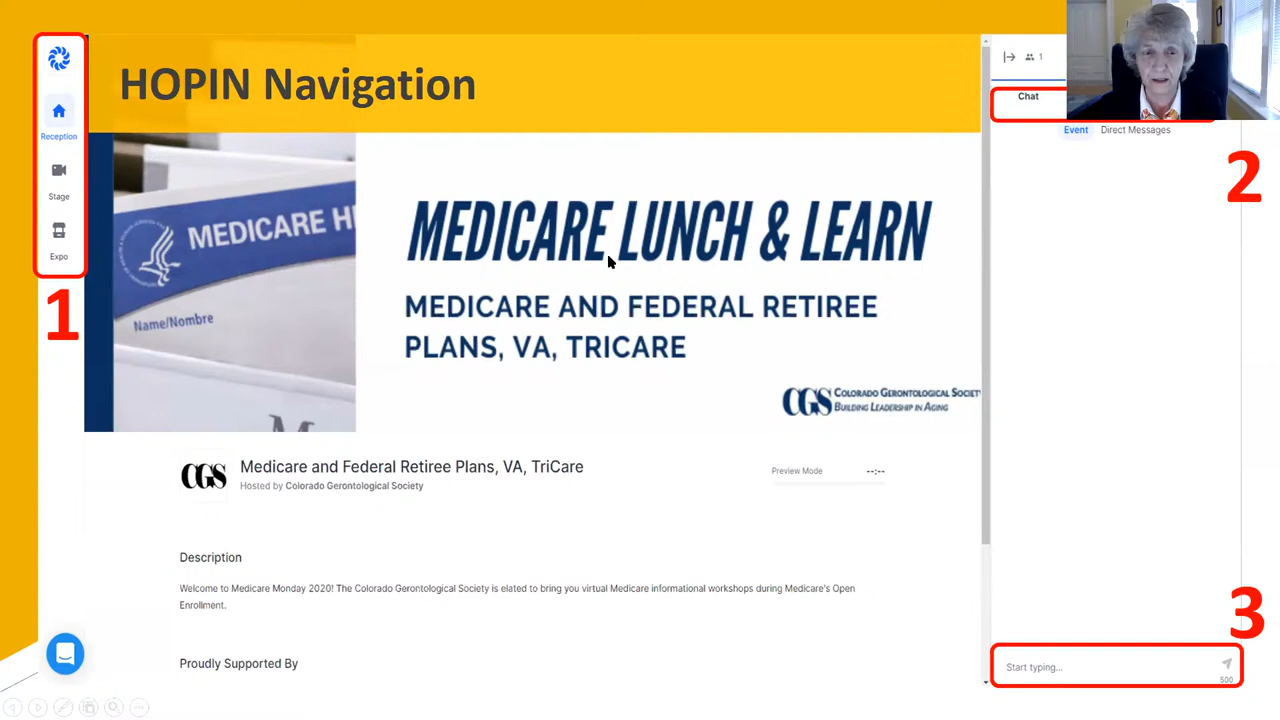 HOPIN Navigation
Reception
Stage
Expo
1
MEDICARE HE
Name/Nombre
M
MEDICARE LUNCH & LEARN
MEDICARE AND FEDERAL RETIREE
PLANS, VA, TRICARE
CGS COLORADO GERONTOLOGICAL SOCIETY
BUILDING LEADERSHIP IN AGING
CGS
Medicare and Federal Retiree Plans, VA, TriCare
Hosted by Colorado Gerontological Society
Preview Mode --:--
Description
Welcome to Medicare Monday 2020! The Colorado Gerontological Society is elated to bring you virtual Medicare informational workshops during Medicare's Open
Enrollment.
Proudly Supported By
1
Chat
Event Direct Messages
2
3
Start typing...
500